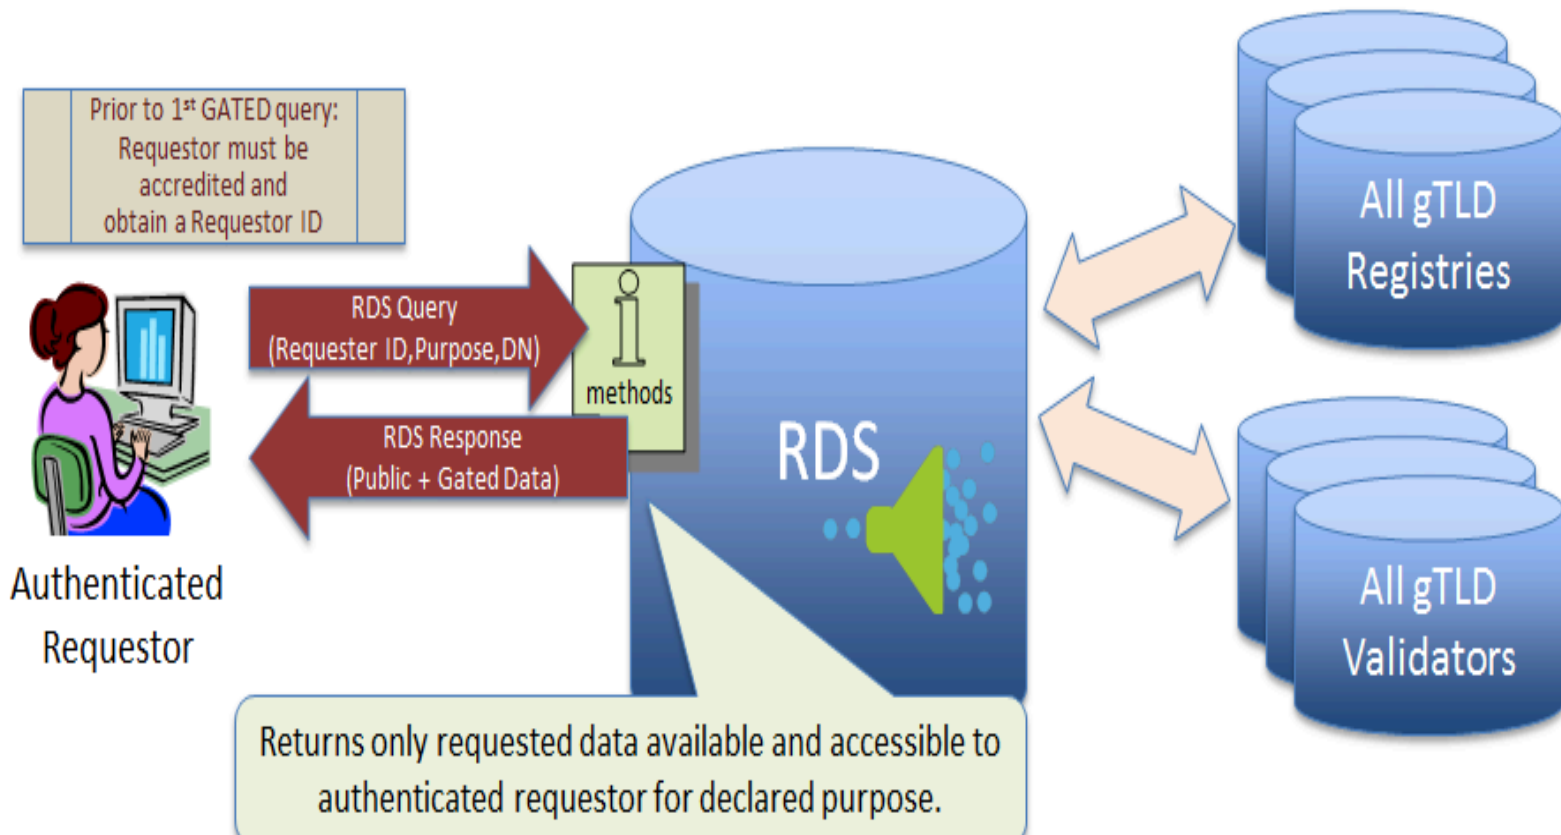 Prior to 1st GATED query:
Requestor must be
accredited and
obtain a Requestor ID
RDS Query
(Requester ID,Purpose,DN)
i
methods
RDS Response
(Public + Gated Data)
Authenticated
Requestor
RDS
All gTLD
Registries
All gTLD
Validators
Returns only requested data available and accessible to
authenticated requestor for declared purpose.